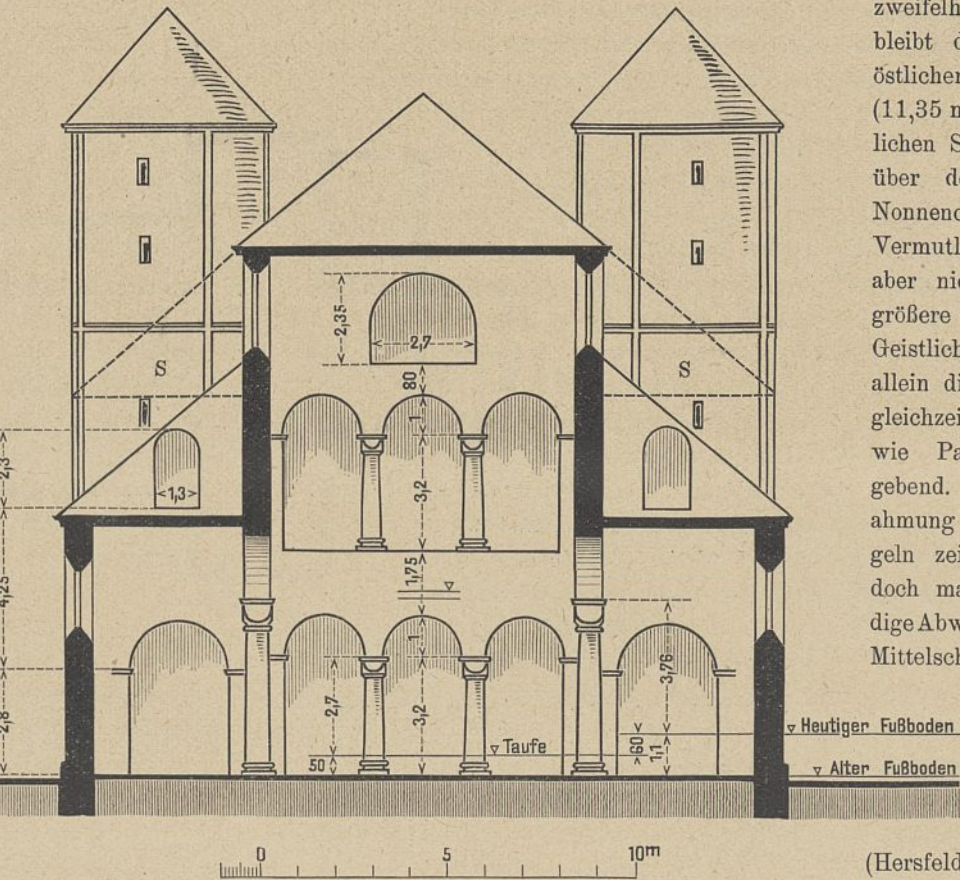 zweifelh
bleibt d
östlicher
(11,35 m
lichen S
über de
Nonnenc
Vermutl
aber nic
größere
Geistlich
allein di
gleichzei
wie Pa
gebend.
ahmung
geln zei
doch ma
dige Abw
Mittelsch
2,35
2,7
80
S
S
1
3,2
1,3
2,3
4,25
2,8
1,75
1
2,7
3,2
50
Taufe
3,76
60
1,1
Heutiger Fußboden
Alter Fußboden
0 5 10m
(Hersfeld